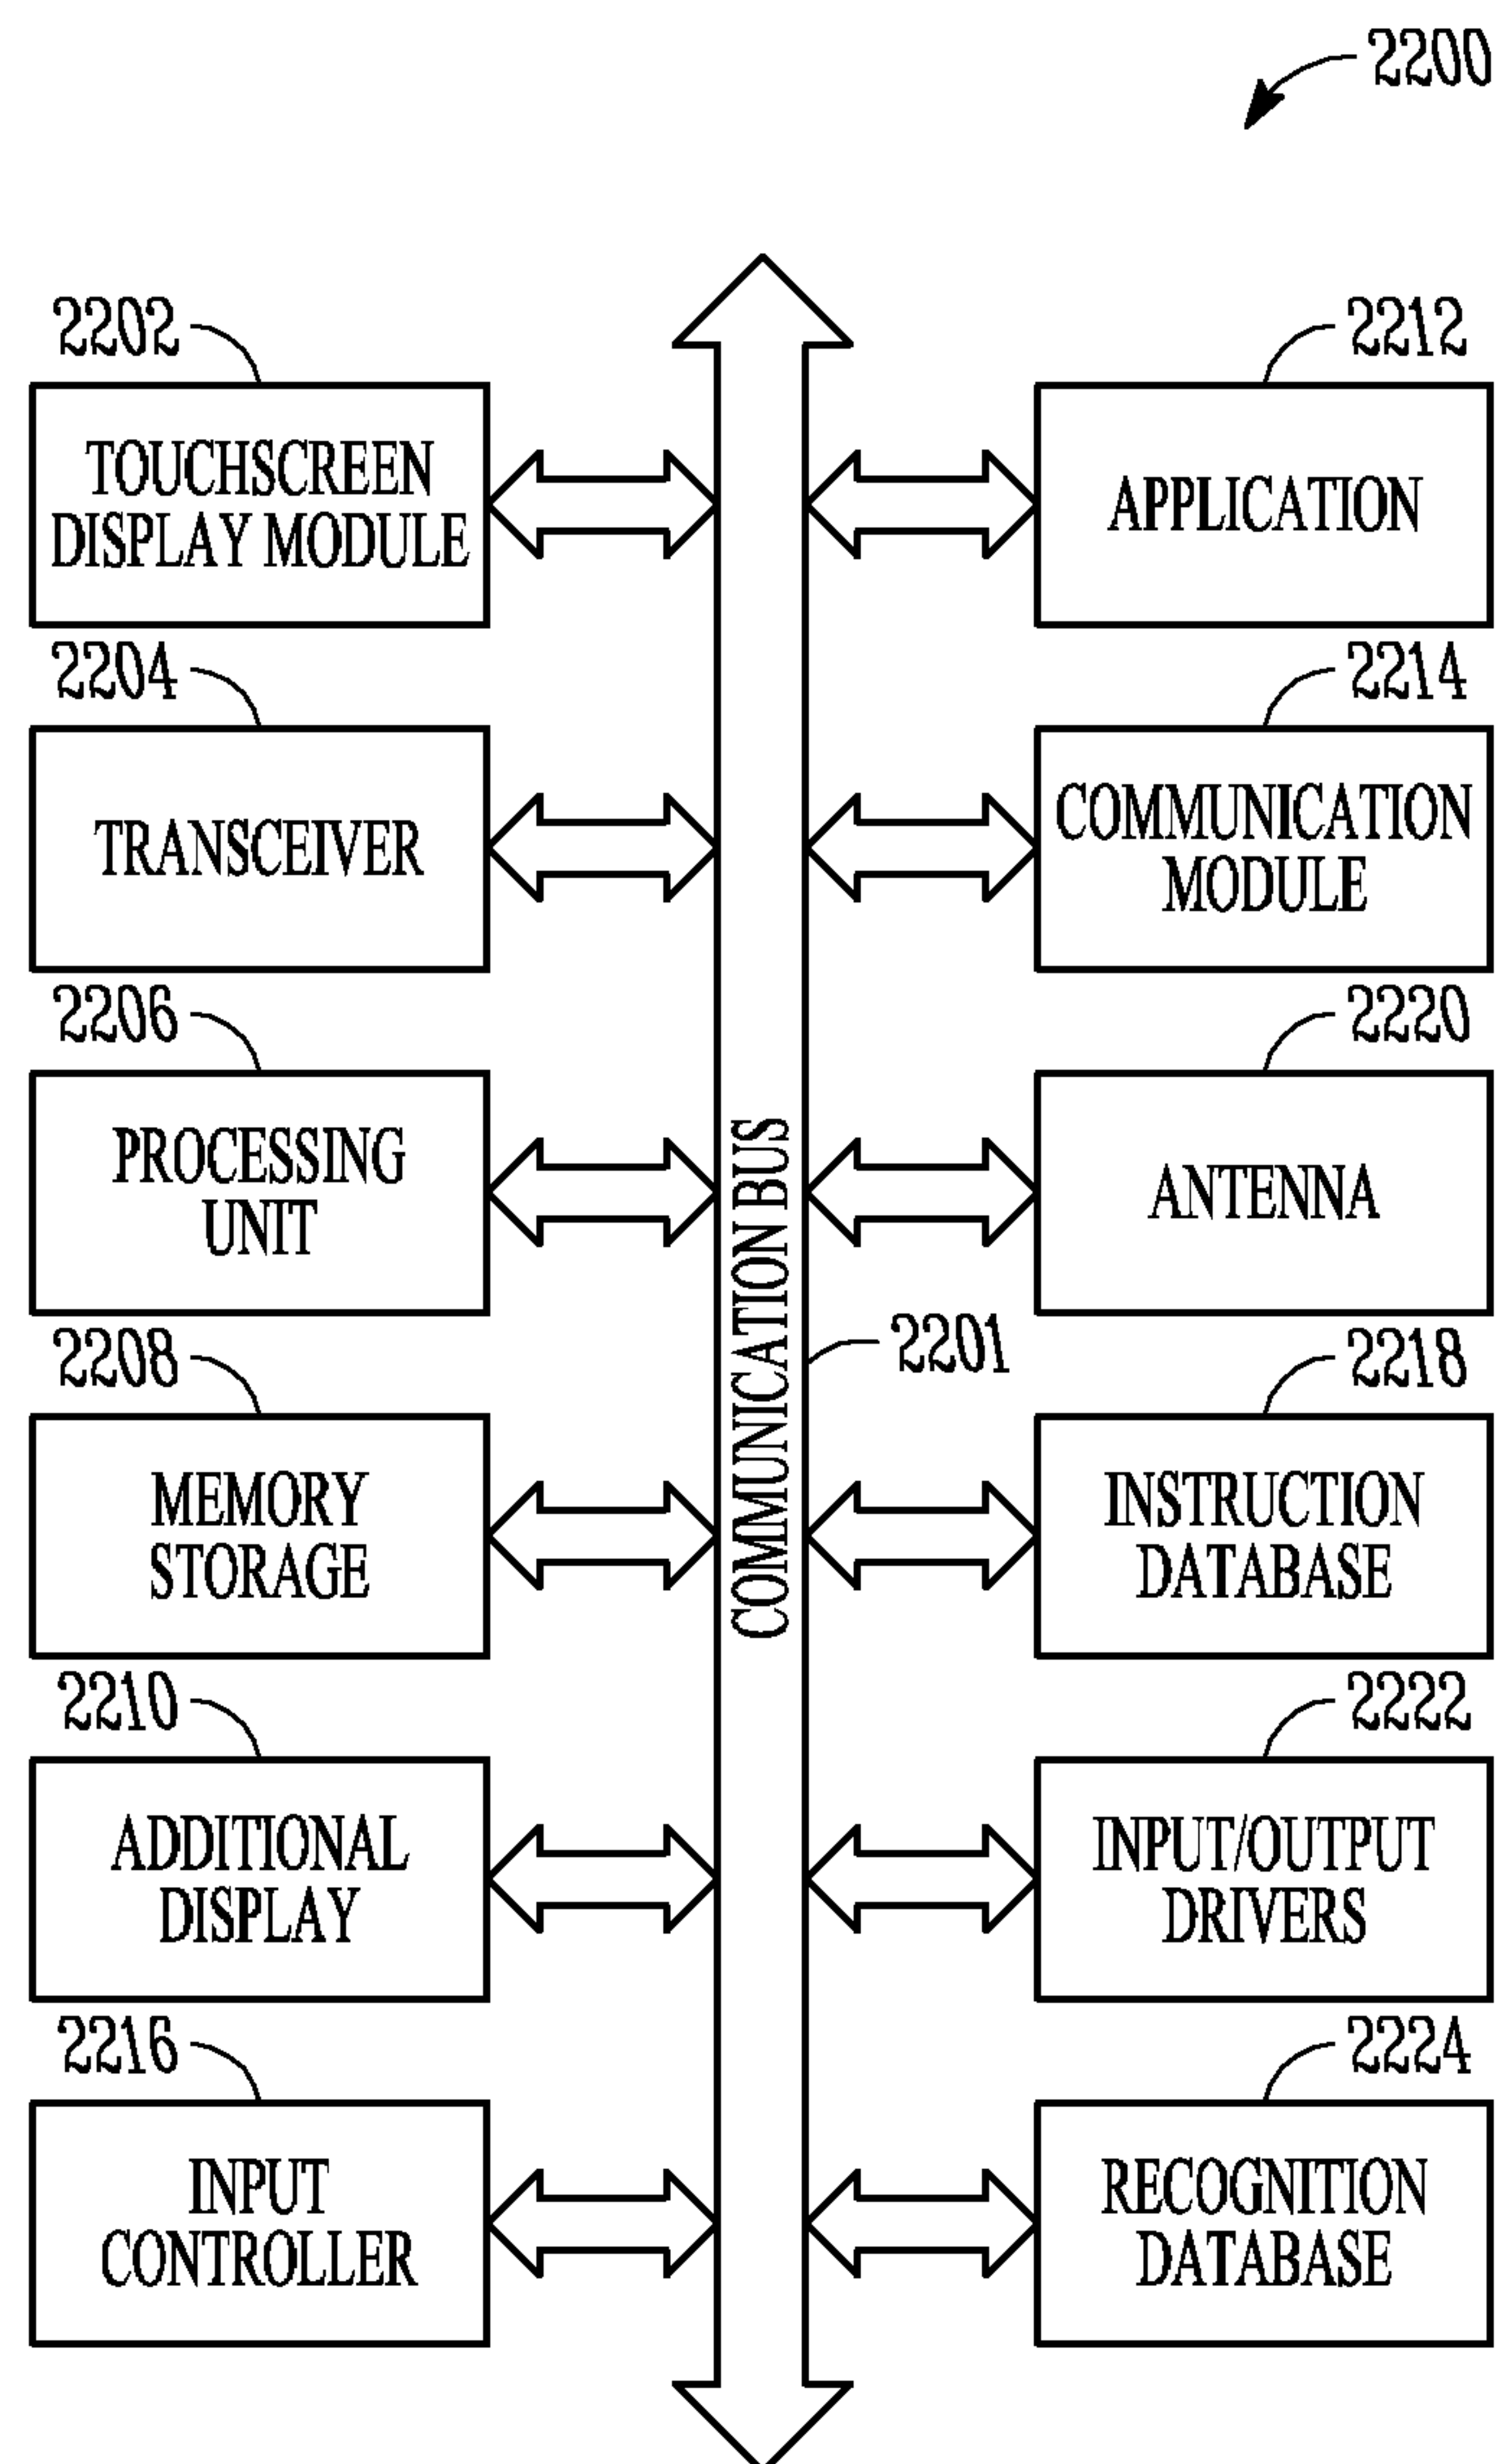 2200
2202
TOUCHSCREEN
DISPLAY MODULE
2212
APPLICATION
2204
TRANSCEIVER
2214
COMMUNICATION
MODULE
2206
PROCESSING
UNIT
2220
ANTENNA
COMMUNICATION BUS
2201
2208
MEMORY
STORAGE
2218
INSTRUCTION
DATABASE
2210
ADDITIONAL
DISPLAY
2222
INPUT/OUTPUT
DRIVERS
2216
INPUT
CONTROLLER
2224
RECOGNITION
DATABASE